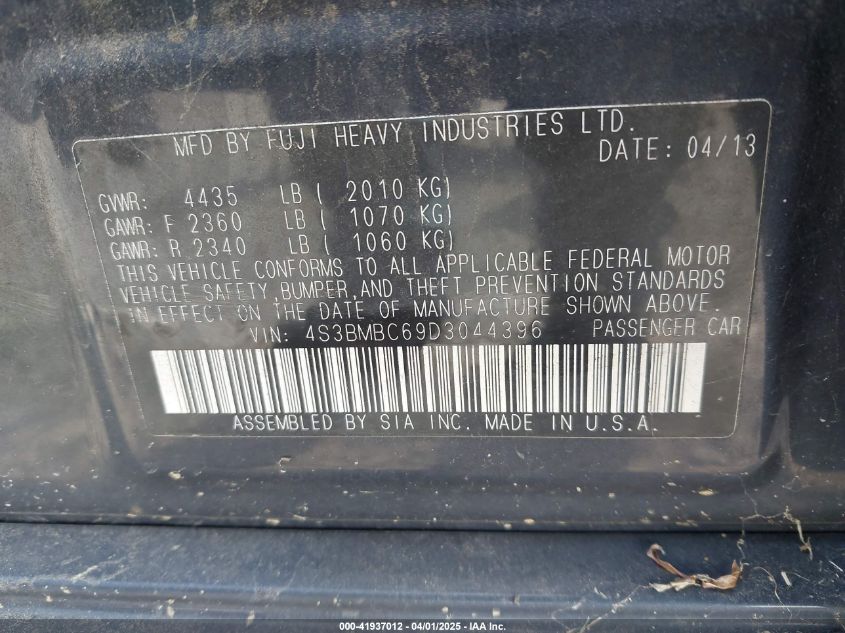 MFD BY FUJI HEAVY INDUSTRIES LTD.
DATE: 04/13
GVWR: 4435 LB ( 2010 KG)
GAWR: F 2360 LB ( 1070 KG)
GAWR: R 2340 LB ( 1060 KG)
THIS VEHICLE CONFORMS TO ALL APPLICABLE FEDERAL MOTOR
VEHICLE SAFETY,BUMPER,AND THEFT PREVENTION STANDARDS
IN EFFECT ON THE DATE OF MANUFACTURE SHOWN ABOVE.
VIN: 4S3BMBC69D3044396 PASSENGER CAR
ASSEMBLED BY SIA INC. MADE IN U.S.A.
000-41937012 - 04/01/2025 - IAA Inc.